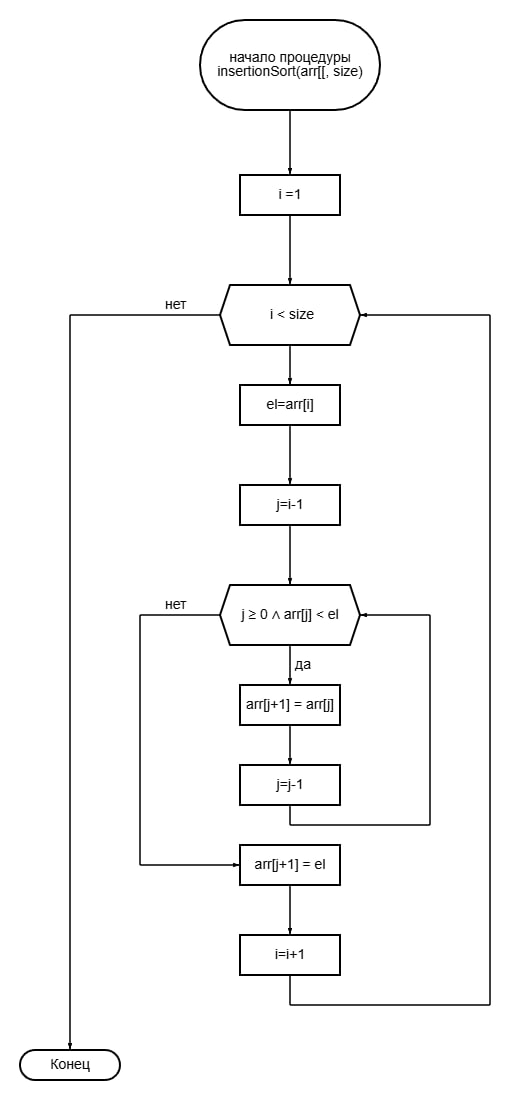 начало процедуры
insertionSort(arr[[, size)
i =1
нет
i < size
el=arr[i]
j=i-1
нет
j ≥ 0 ∧ arr[j] < el
да
arr[j+1] = arr[j]
j=j-1
arr[j+1] = el
i=i+1
Конец